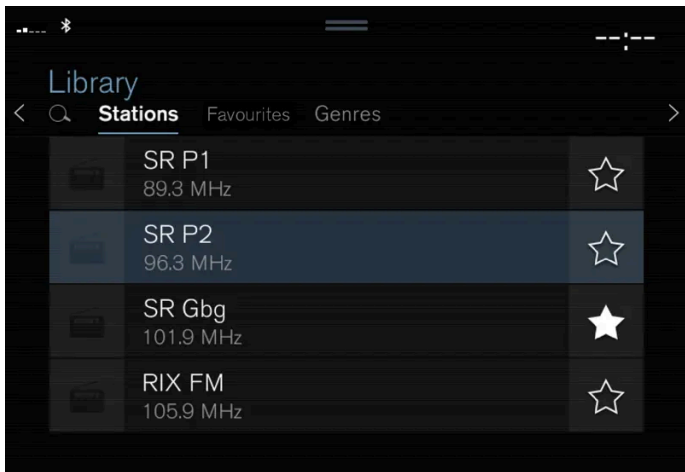 --:--
Library
Stations Favourites Genres
SR P1
89.3 MHz
SR P2
96.3 MHz
SR Gbg
101.9 MHz
RIX FM
105.9 MHz